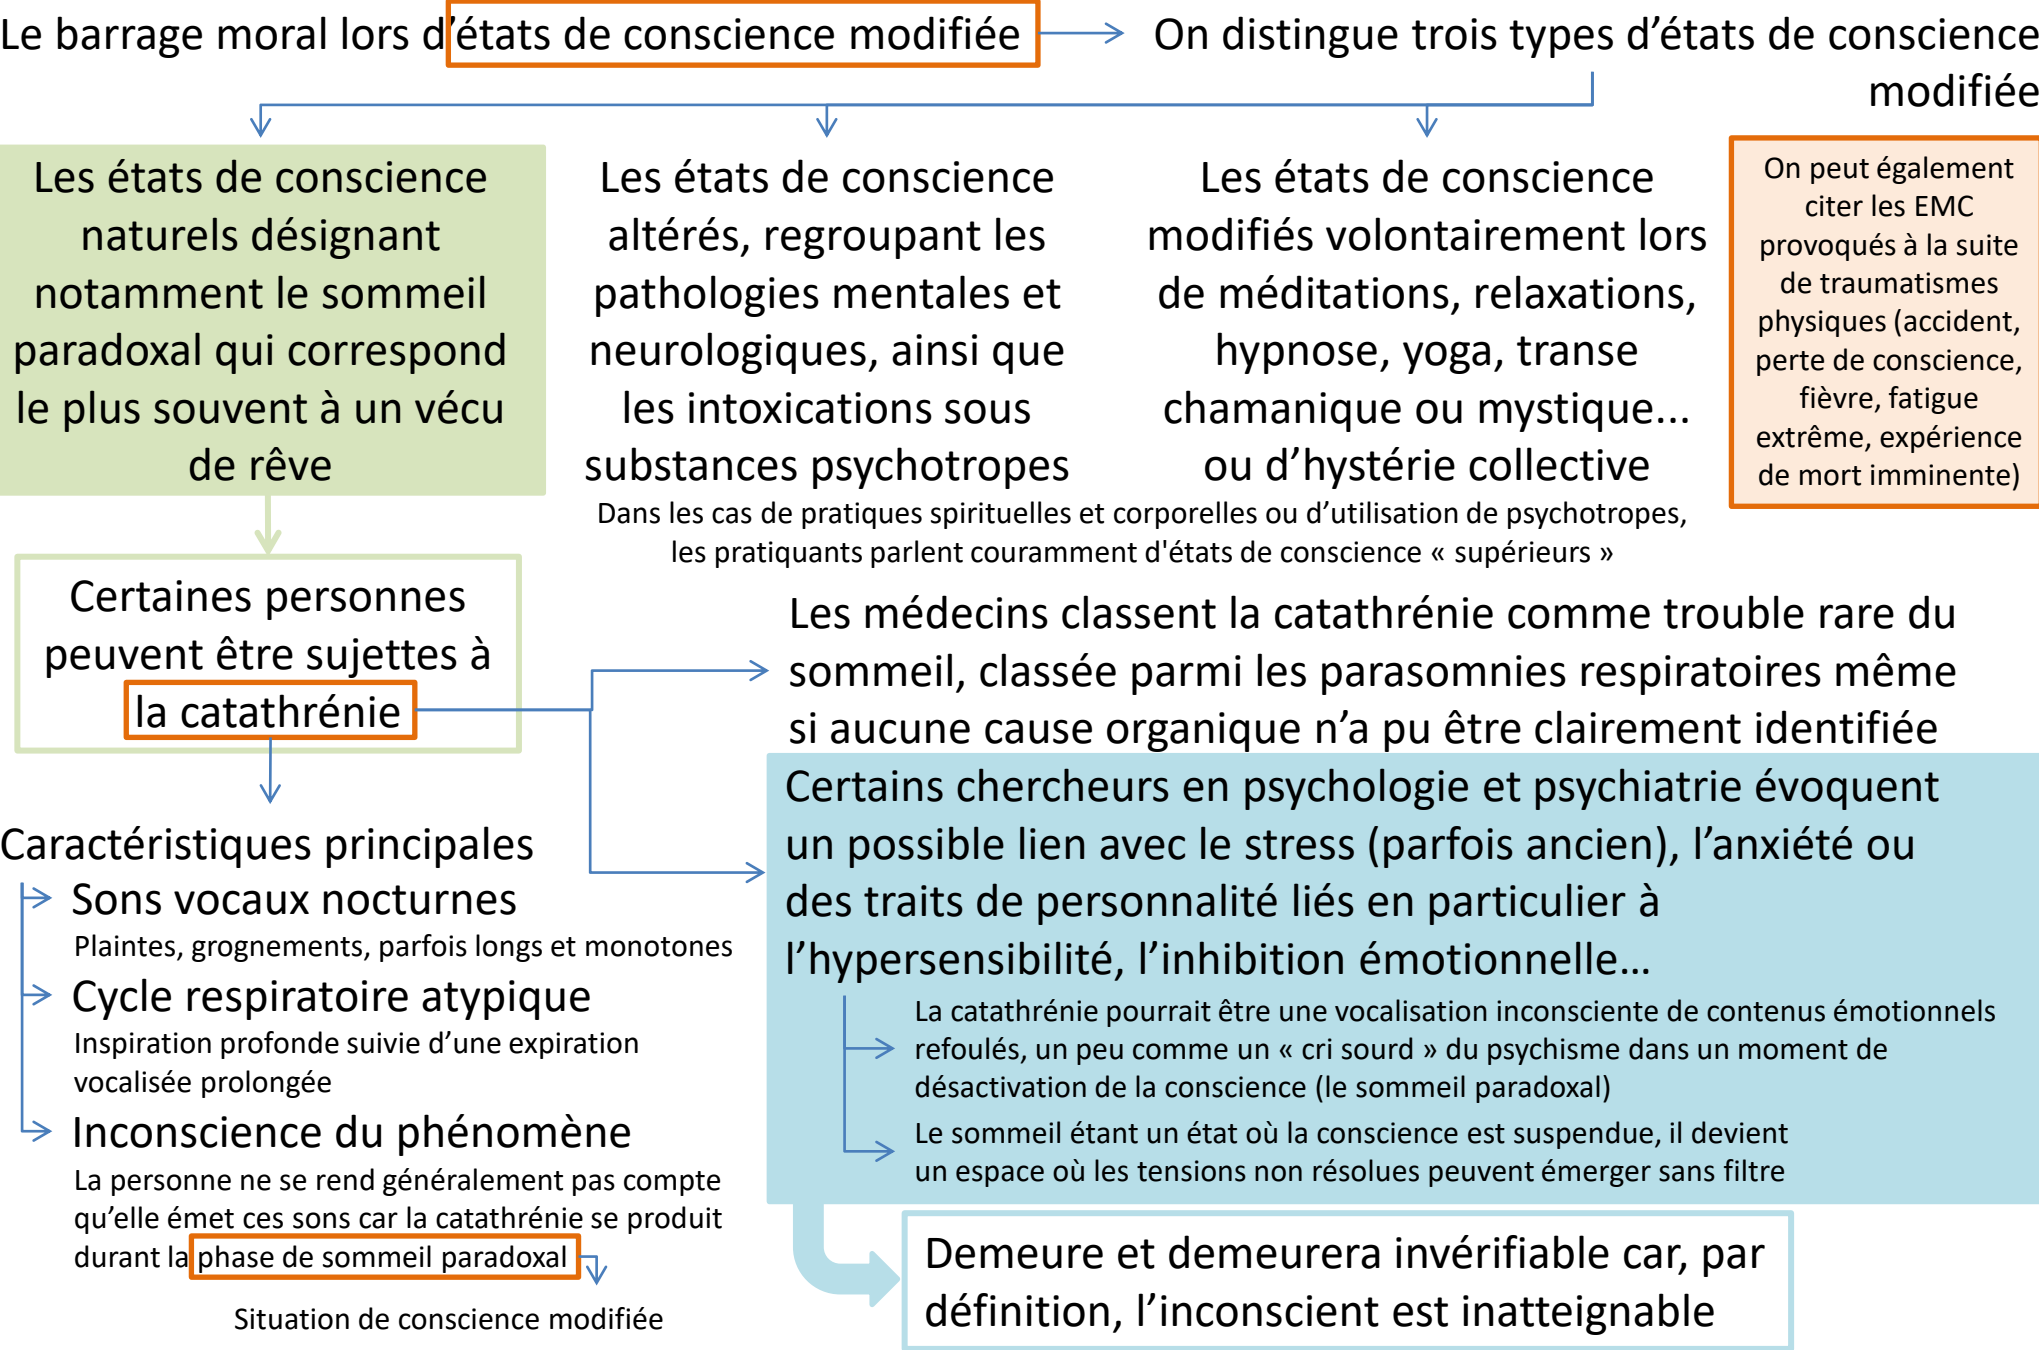 Le barrage moral lors d’états de conscience modifiée
On distingue trois types d’états de conscience
modifiée
Les états de conscience
naturels désignant
notamment le sommeil
paradoxal qui correspond
le plus souvent à un vécu
de rêve
Les états de conscience
altérés, regroupant les
pathologies mentales et
neurologiques, ainsi que
les intoxications sous
substances psychotropes
Les états de conscience
modifiés volontairement lors
de méditations, relaxations,
hypnose, yoga, transe
chamanique ou mystique...
ou d’hystérie collective
On peut également
citer les EMC
provoqués à la suite
de traumatismes
physiques (accident,
perte de conscience,
fièvre, fatigue
extrême, expérience
de mort imminente)
Dans les cas de pratiques spirituelles et corporelles ou d’utilisation de psychotropes,
les pratiquants parlent couramment d'états de conscience « supérieurs »
Certaines personnes
peuvent être sujettes à
la catathrénie
Les médecins classent la catathrénie comme trouble rare du
sommeil, classée parmi les parasomnies respiratoires même
si aucune cause organique n’a pu être clairement identifiée
Certains chercheurs en psychologie et psychiatrie évoquent
un possible lien avec le stress (parfois ancien), l’anxiété ou
des traits de personnalité liés en particulier à
l’hypersensibilité, l’inhibition émotionnelle…
La catathrénie pourrait être une vocalisation inconsciente de contenus émotionnels
refoulés, un peu comme un « cri sourd » du psychisme dans un moment de
désactivation de la conscience (le sommeil paradoxal)
Le sommeil étant un état où la conscience est suspendue, il devient
un espace où les tensions non résolues peuvent émerger sans filtre
Demeure et demeurera invérifiable car, par
définition, l’inconscient est inatteignable
Caractéristiques principales
Sons vocaux nocturnes
Plaintes, grognements, parfois longs et monotones
Cycle respiratoire atypique
Inspiration profonde suivie d’une expiration
vocalisée prolongée
Inconscience du phénomène
La personne ne se rend généralement pas compte
qu’elle émet ces sons car la catathrénie se produit
durant la phase de sommeil paradoxal
Situation de conscience modifiée